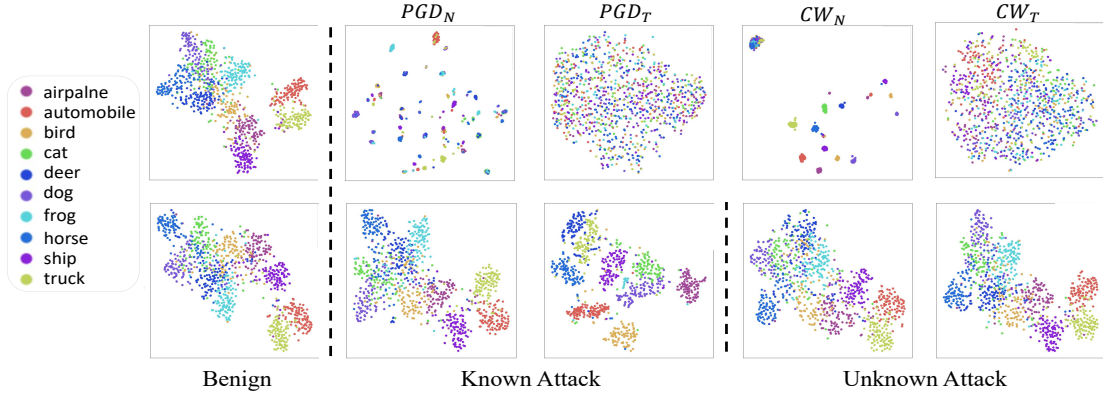 PGD_N PGD_T CW_N CW_T
airpalne
automobile
bird
cat
deer
dog
frog
horse
ship
truck
Benign Known Attack Unknown Attack